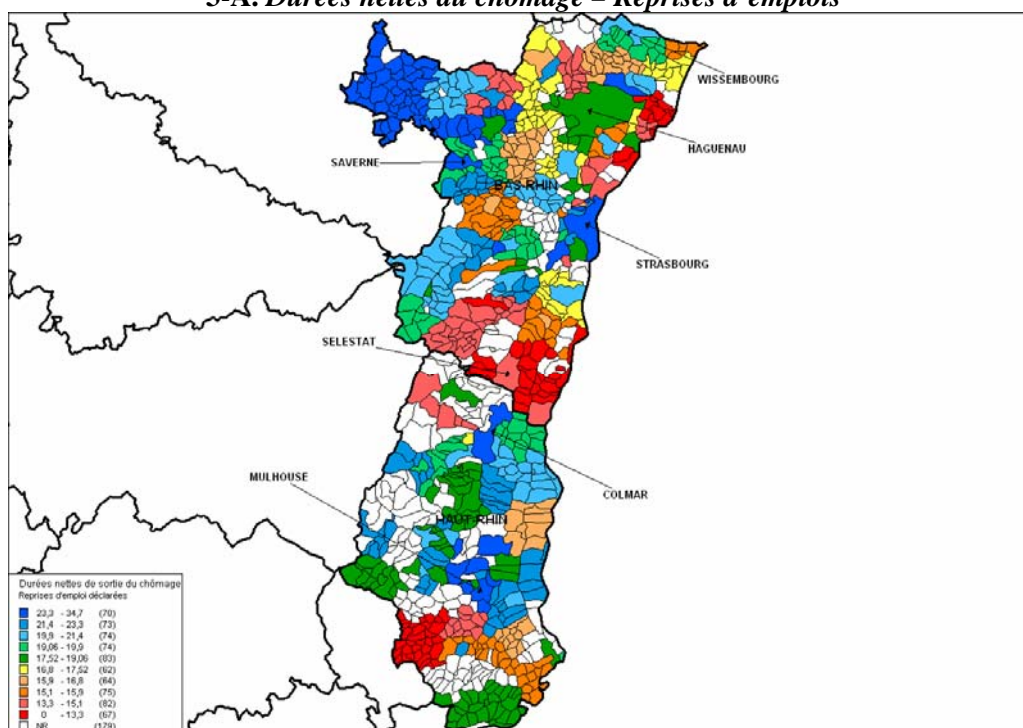 3-A. Durées nettes du chômage – Reprises d'emplois
WISSEMBOURG
HAGUENAU
SAVERNE
BAS-RHIN
STRASBOURG
SELESTAT
MULHOUSE
COLMAR
HAUT-RHIN
Durées nettes de sortie du chômage
Reprises d'emploi déclarées
23,3 - 34,7 (70)
21,4 - 23,3 (73)
19,9 - 21,4 (74)
19,06 - 19,9 (74)
17,52 - 19,06 (83)
16,8 - 17,52 (62)
15,9 - 16,8 (64)
15,1 - 15,9 (75)
13,3 - 15,1 (82)
0 - 13,3 (67)
NR (179)